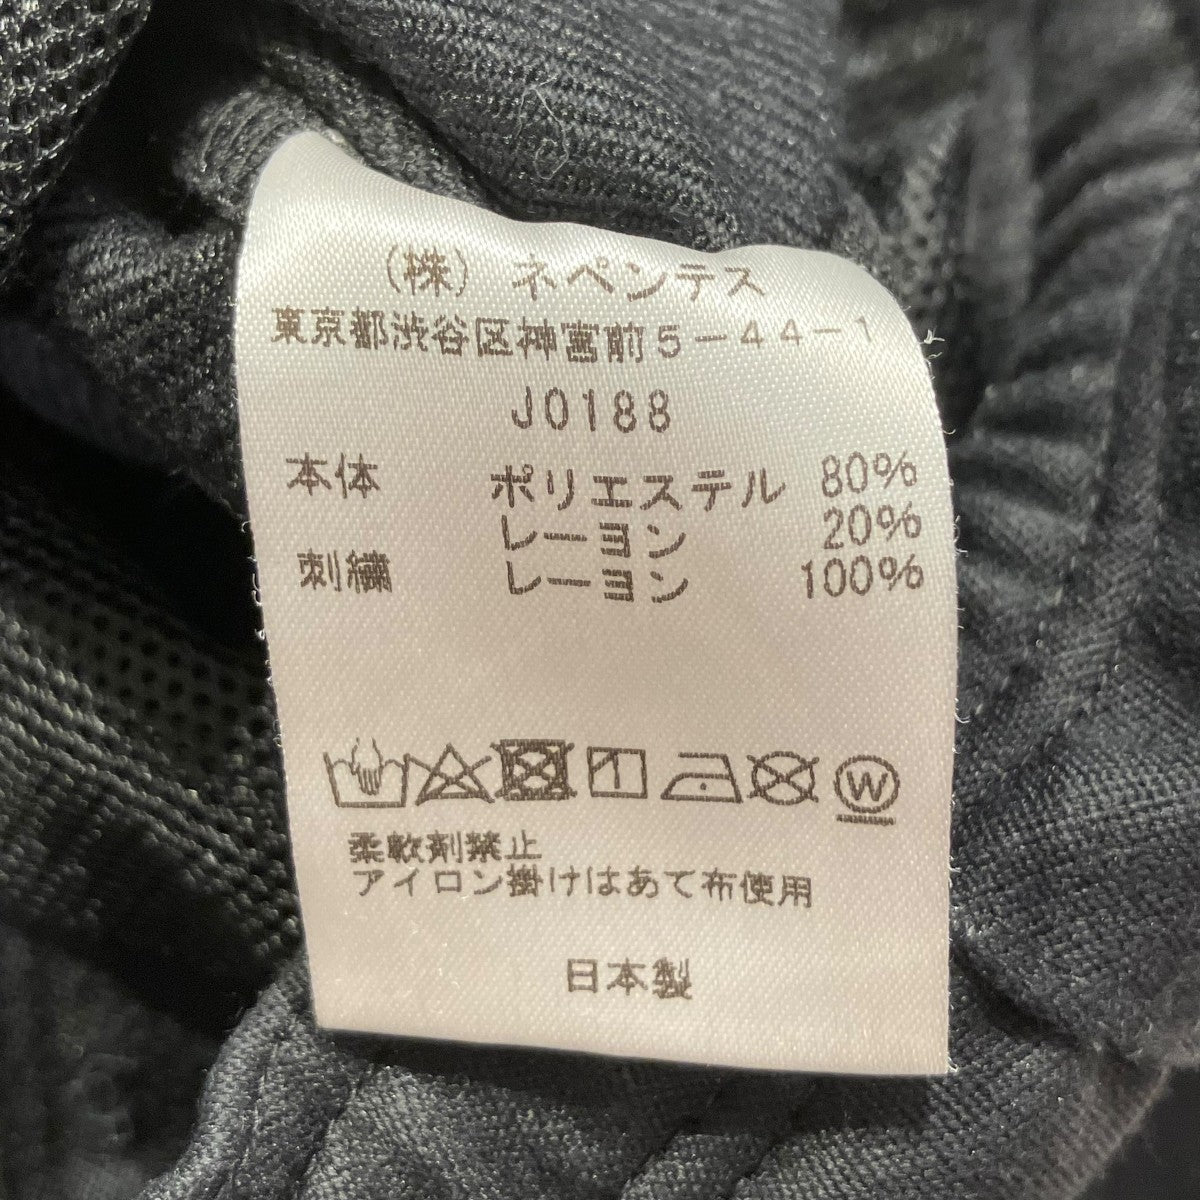 (株) ネペンテス
東京都渋谷区神宮前5-44-1
J0188
本体 ポリエステル 80%
レーヨン 20%
刺繍 レーヨン 100%
1 W
柔軟剤禁止
アイロン掛けはあて布使用
日本製